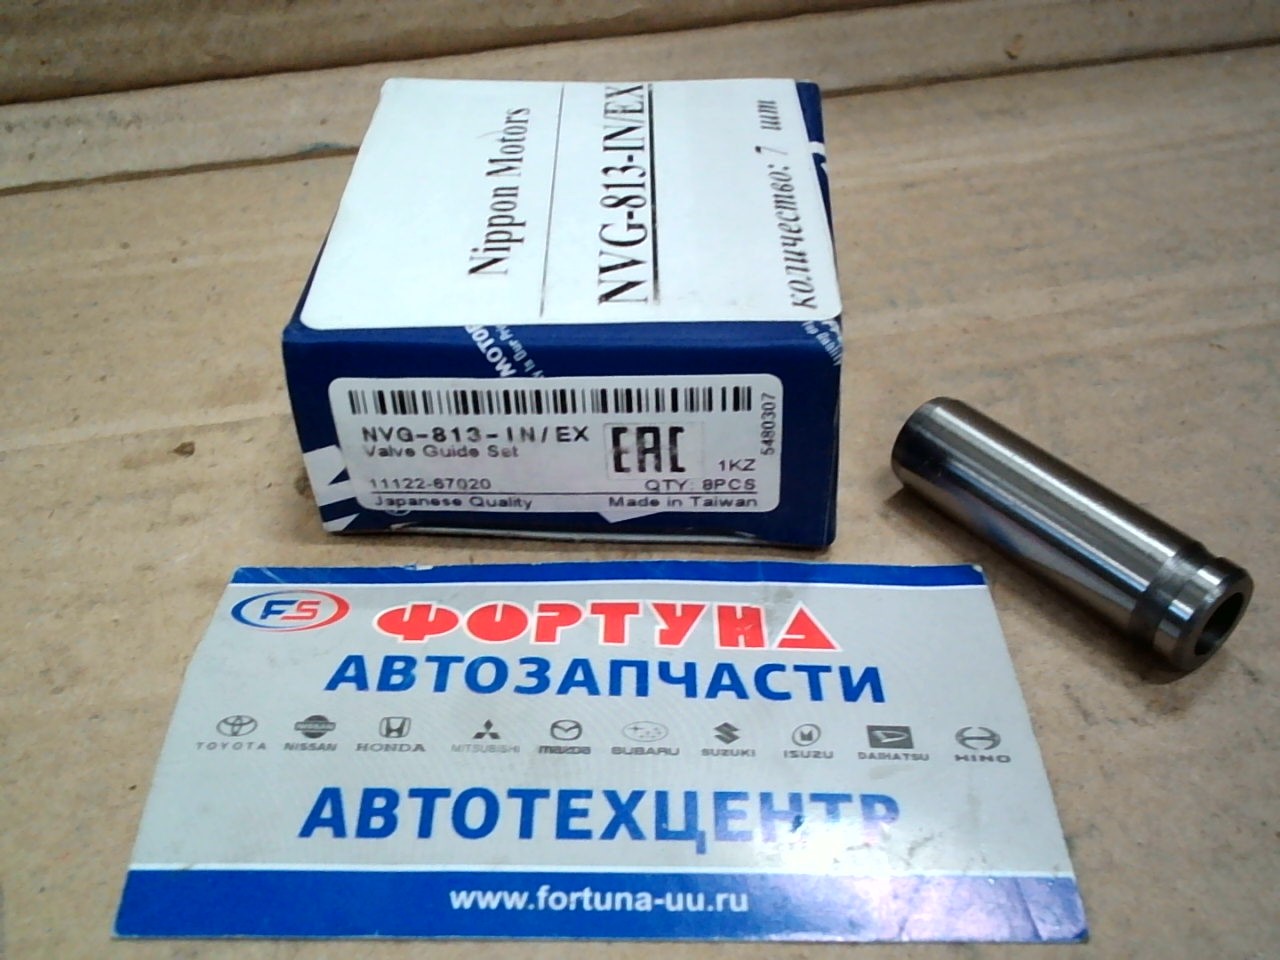 Nippon Motors
NVG-813-IN/EX
количество: 7 шт
MOTOR
NVG-813-IN/EX
Valve Guide Set
EAC
1KZ
5480307
11122-67020
QTY: 8PCS
Japanese Quality
Made in Taiwan
FS
ФОРТУНА
АВТОЗАПЧАСТИ
TOYOTA NISSAN HONDA MITSUBISHI mazda SUBARU SUZUKI ISUZU DAIHATSU HINO
АВТОТЕХЦЕНТР
www.fortuna-uu.ru